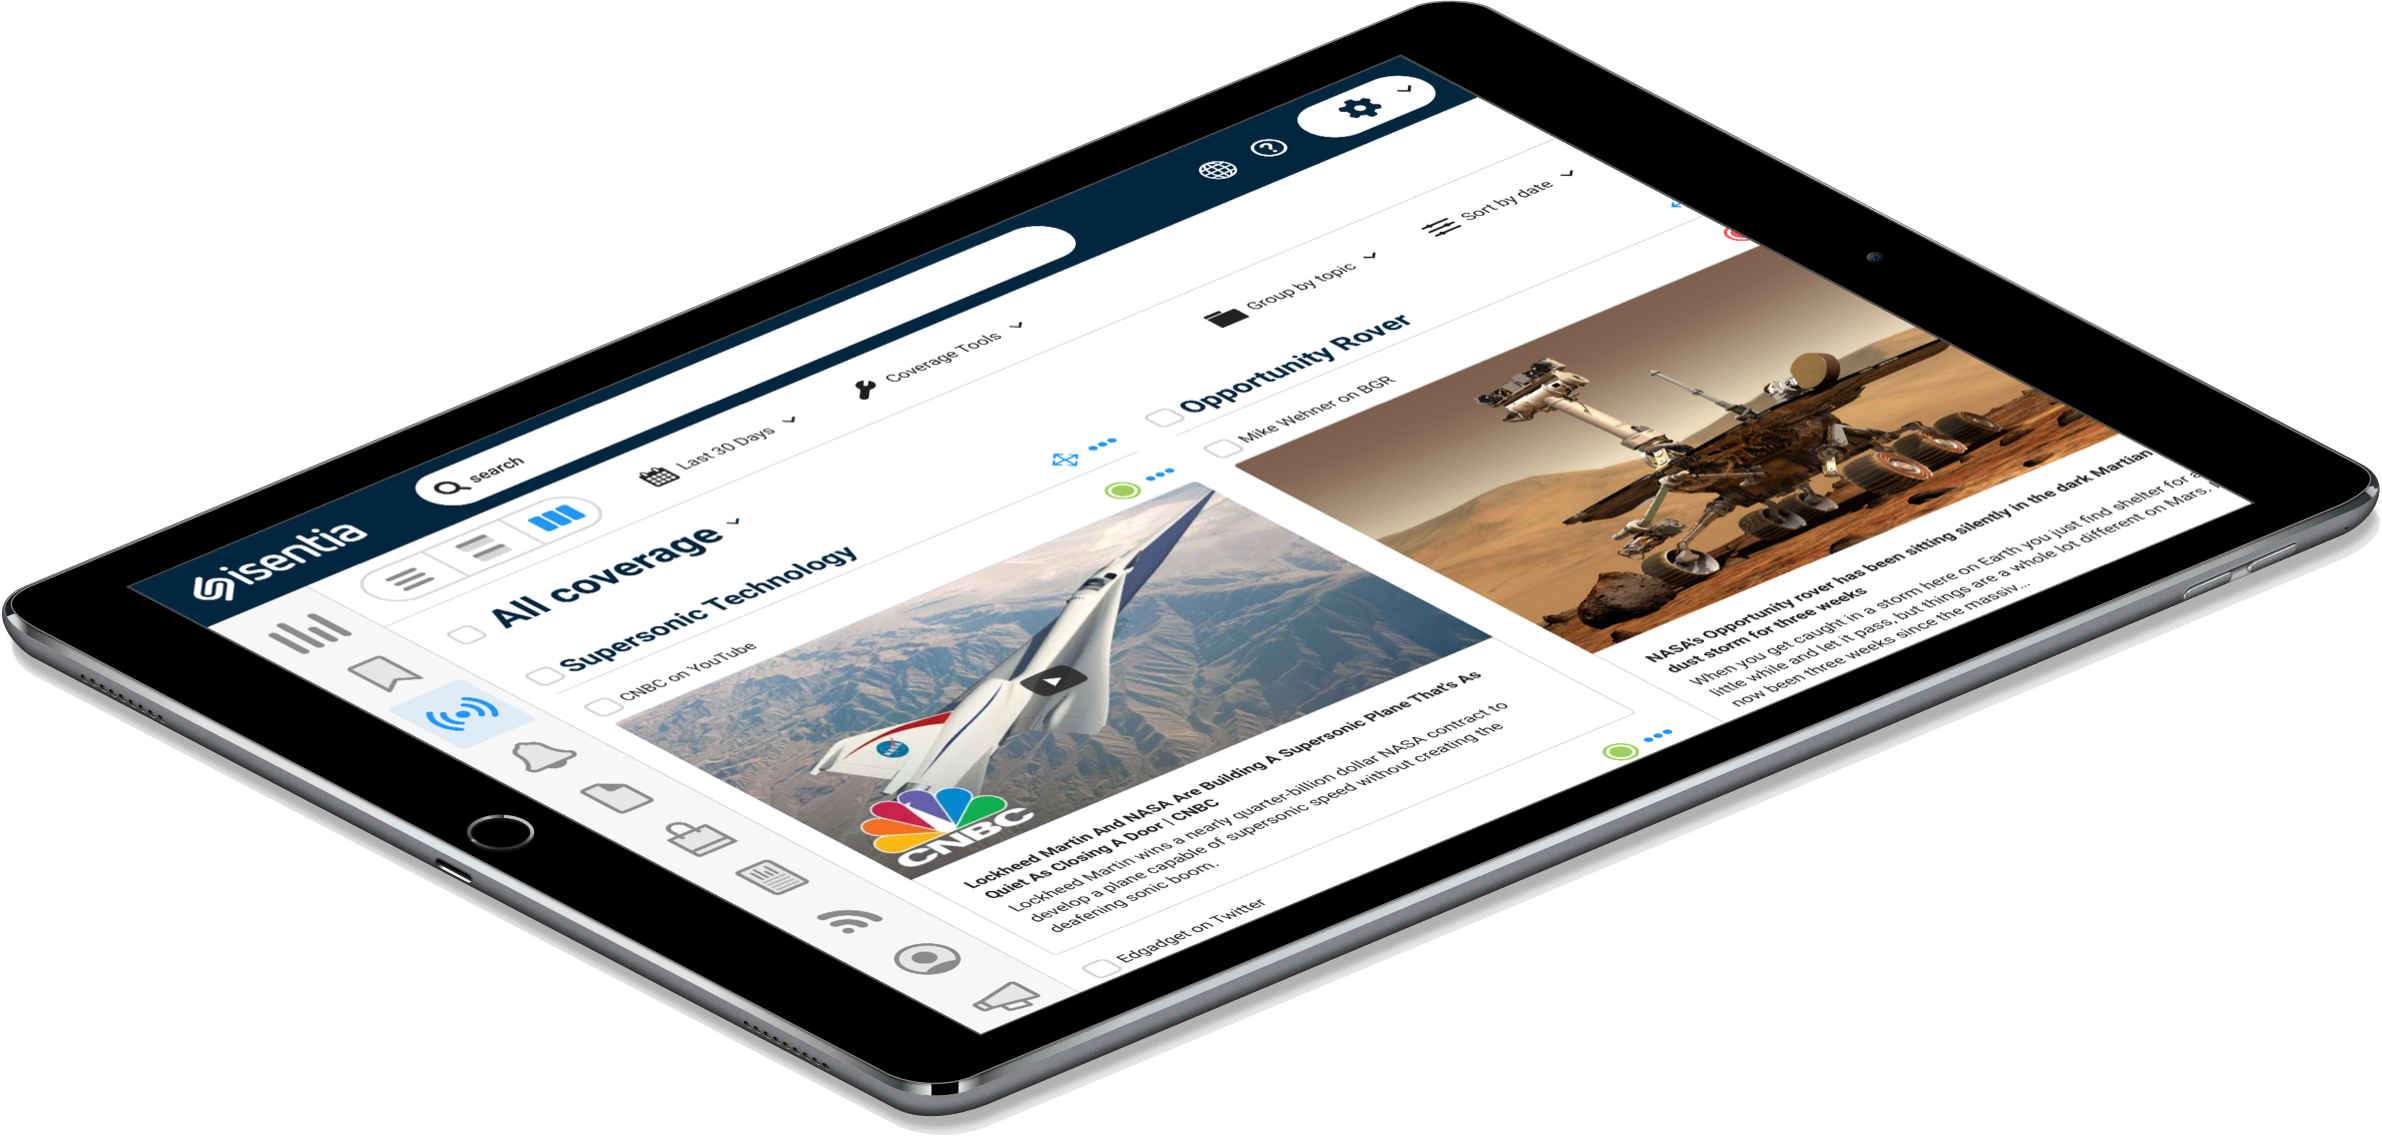 isentia
search
Last 30 Days
Coverage Tools
Group by topic
Sort by date
All coverage
Supersonic Technology
CNBC on YouTube
NASA
CNBC
Lockheed Martin And NASA Are Building A Supersonic Plane That's As
Quiet As Closing A Door | CNBC
Lockheed Martin wins a nearly quarter-billion dollar NASA contract to
develop a plane capable of supersonic speed without creating the
deafening sonic boom.
Edgadget on Twitter
Opportunity Rover
Mike Wehner on BGR
NASA's Opportunity rover has been sitting silently in the dark Martian
dust storm for three weeks
When you get caught in a storm here on Earth you just find shelter for a
little while and let it pass, but things are a whole lot different on Mars.
now been three weeks since the massiv...